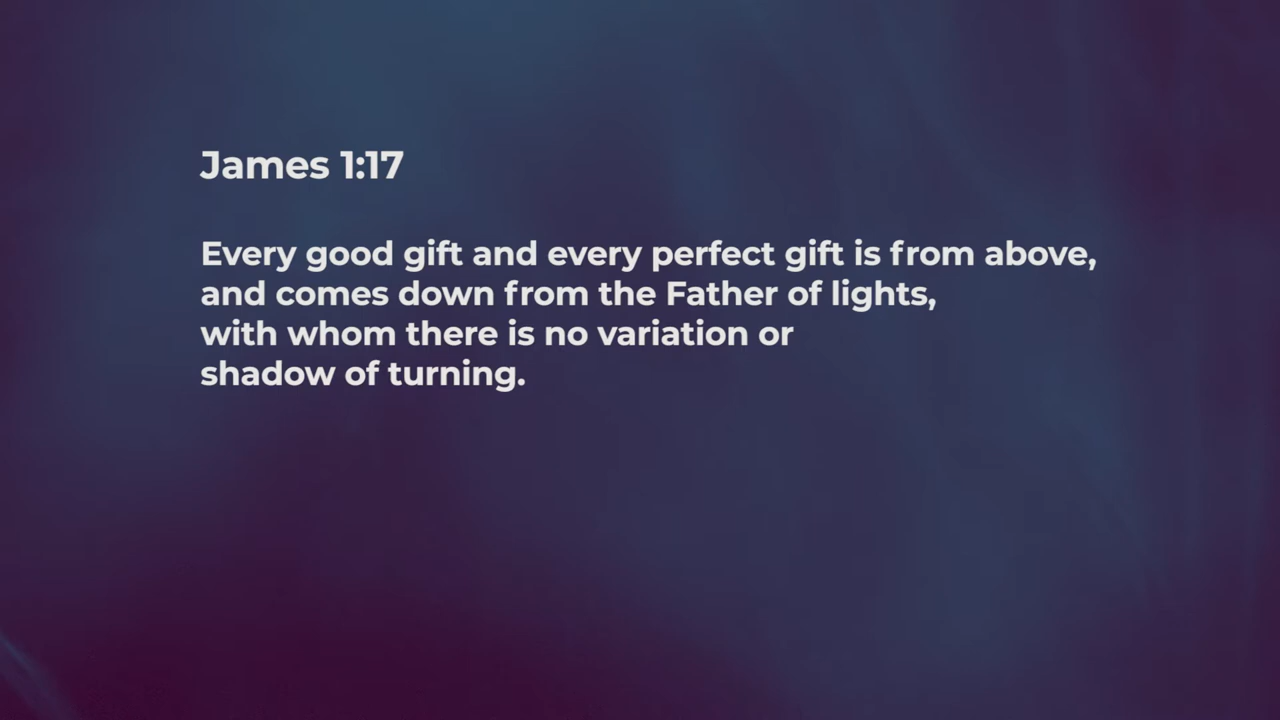 James 1:17
Every good gift and every perfect gift is from above,
and comes down from the Father of lights,
with whom there is no variation or
shadow of turning.